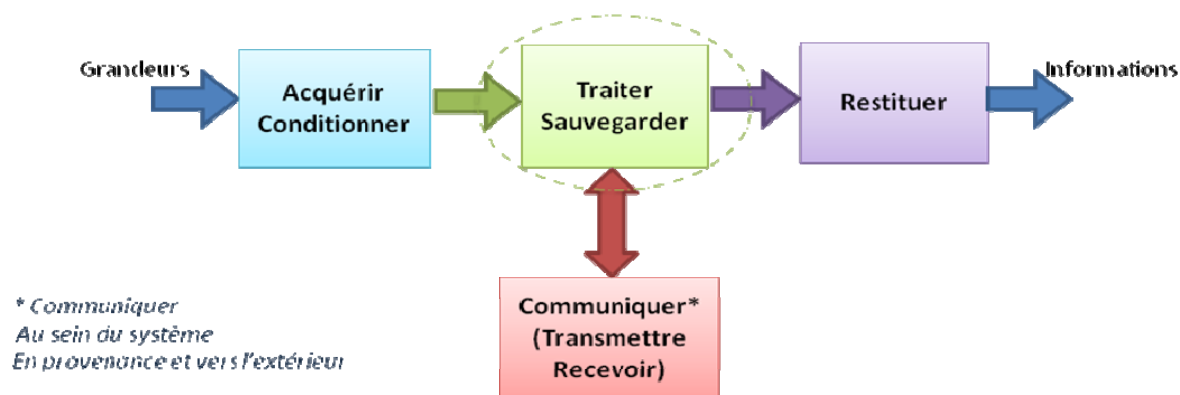 Grandeurs
Acquérir
Conditionner
Traiter
Sauvegarder
Restituer
Informations
Communiquer*
(Transmettre
Recevoir)
* Communiquer
Au sein du système
En provenance et vers l'extérieur